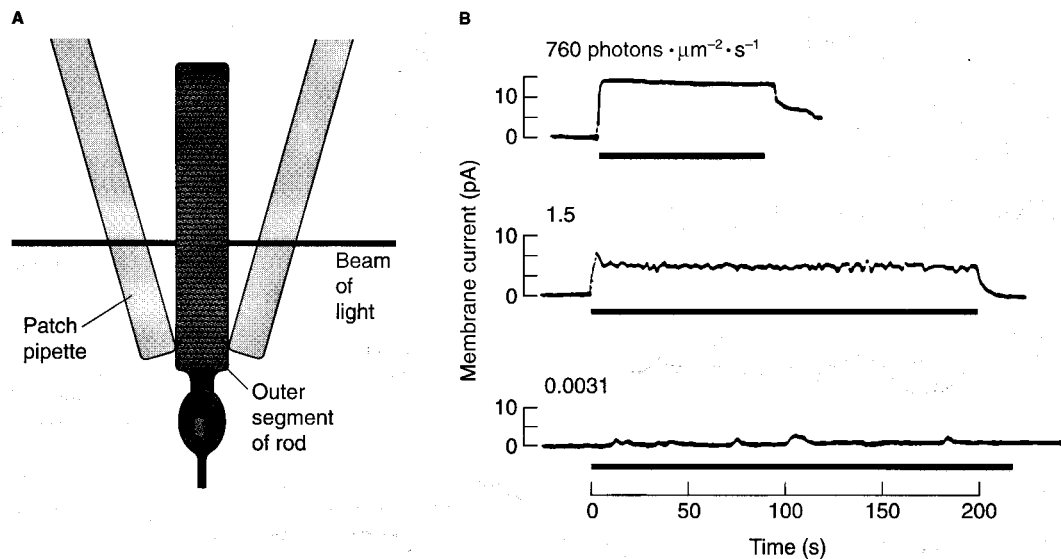 A
Beam
of
light
Patch
pipette
Outer
segment
of rod
B
760 photons · μm⁻² · s⁻¹
10
0
1.5
10
0
0.0031
10
0
Membrane current (pA)
0 50 100 150 200
Time (s)